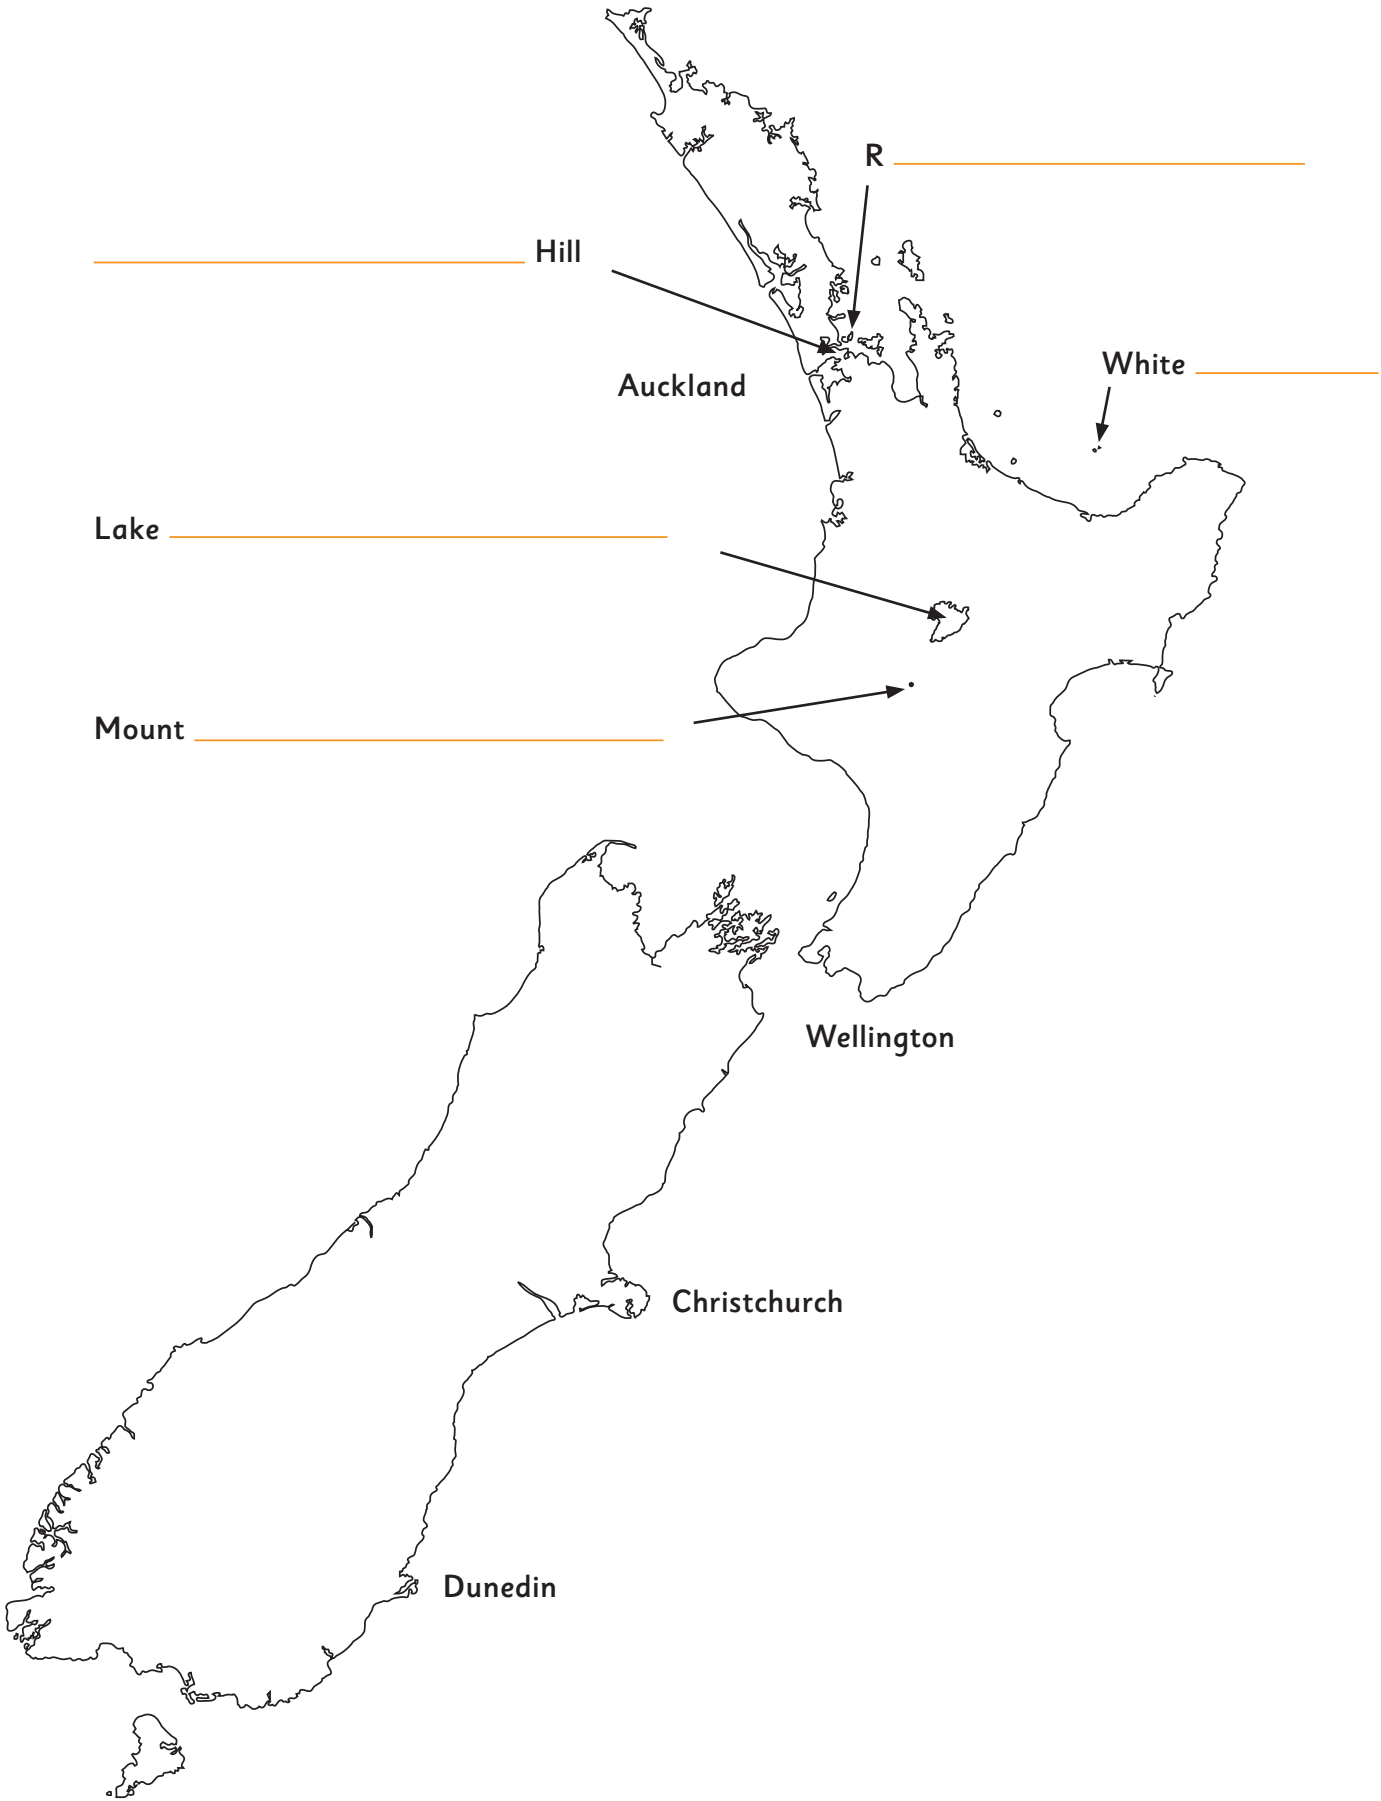 R
Hill
White
Auckland
Lake
Mount
Wellington
Christchurch
Dunedin